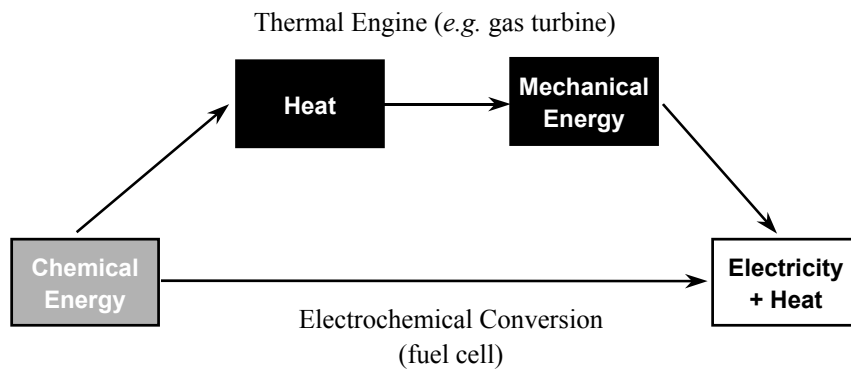 Thermal Engine (e.g. gas turbine)
Heat
Mechanical
Energy
Chemical
Energy
Electricity
+ Heat
Electrochemical Conversion
(fuel cell)